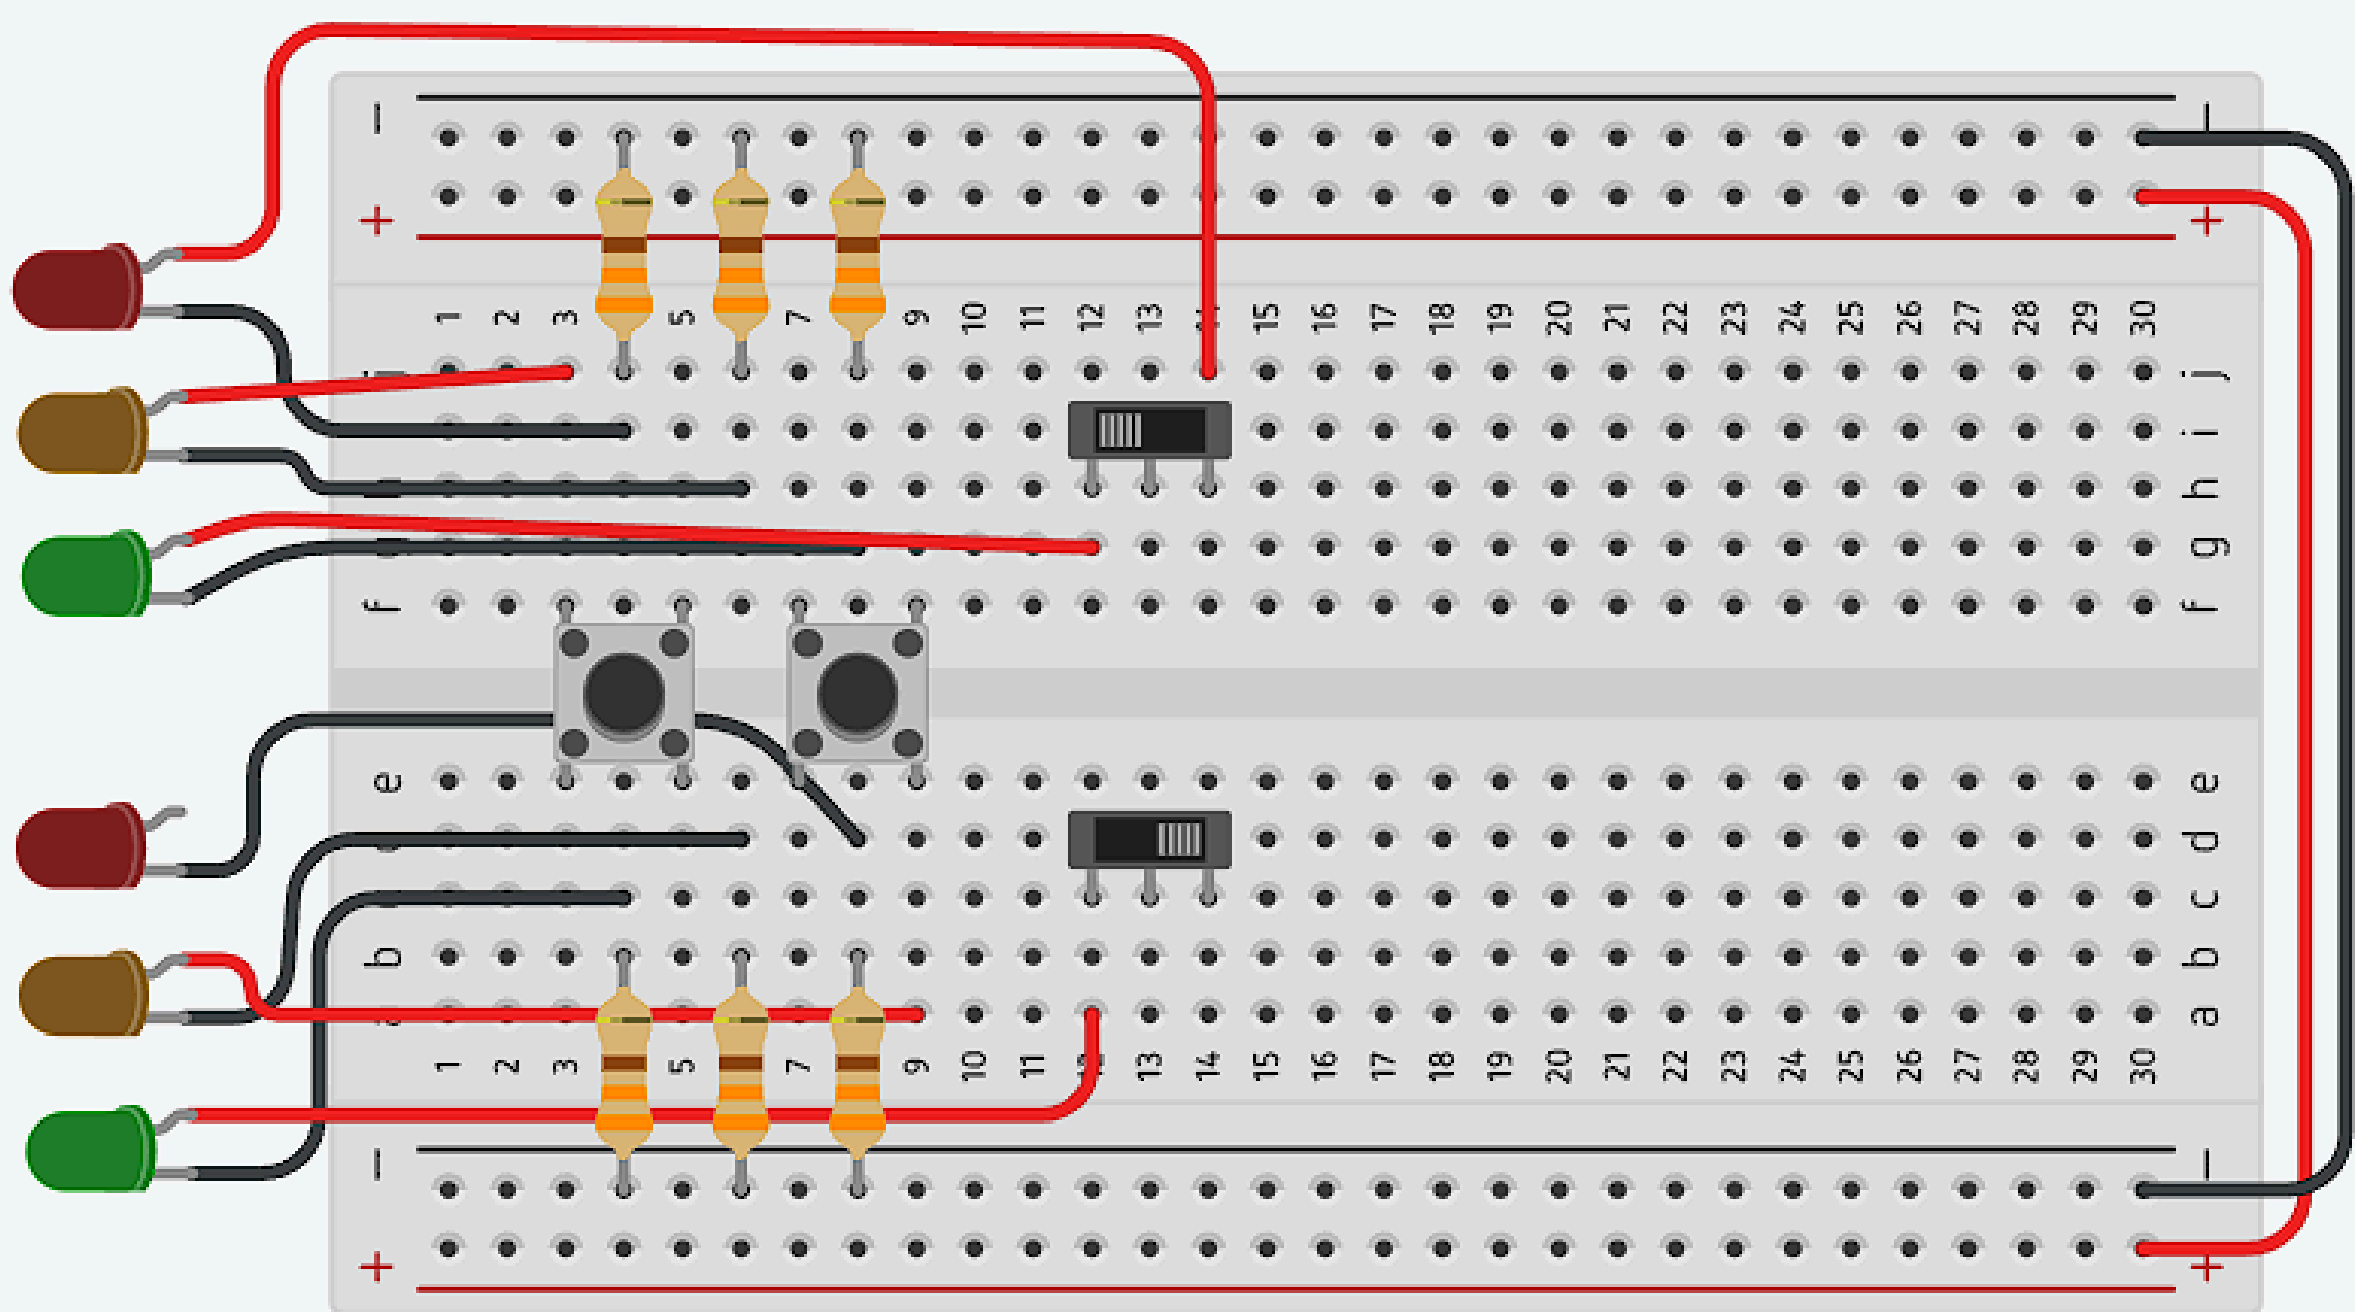 − −
+ +
1 2 3 5 7 9 10 11 12 13 15 16 17 18 19 20 21 22 23 24 25 26 27 28 29 30
j
i
h
g
f f
e e
d
c
b b
a
1 2 3 5 7 9 10 11 13 14 15 16 17 18 19 20 21 22 23 24 25 26 27 28 29 30
− −
+ +